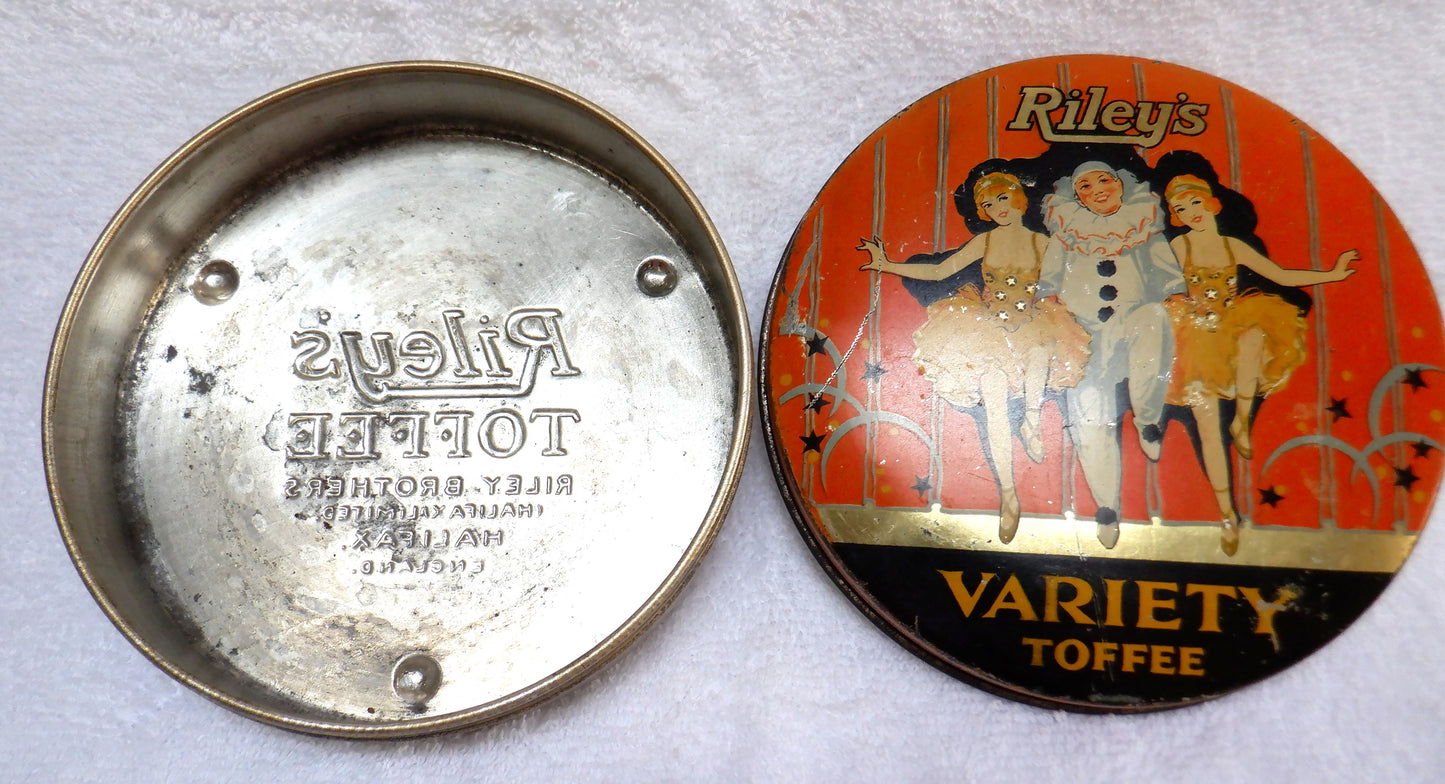 Riley's
TOFFEE
RILEY BROTHERS
(HALIFAX) LIMITED.
HALIFAX.
ENGLAND.
Riley's
VARIETY
TOFFEE